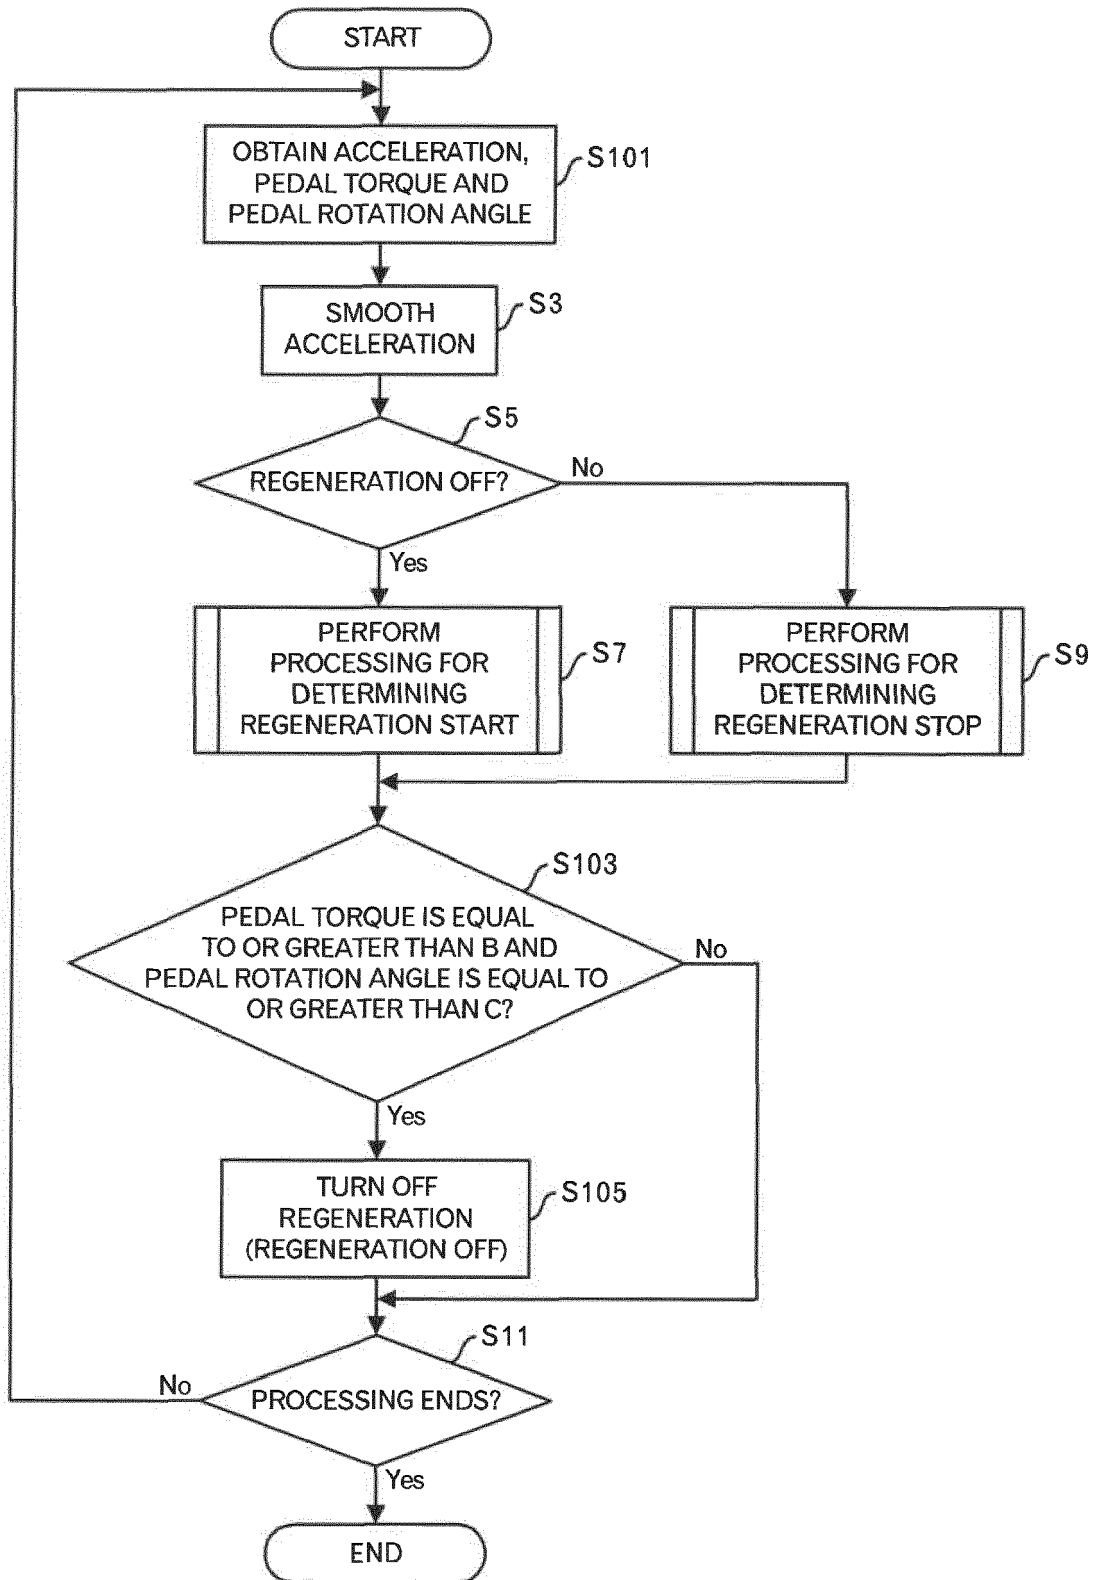 START
OBTAIN ACCELERATION,
PEDAL TORQUE AND
PEDAL ROTATION ANGLE
S101
SMOOTH
ACCELERATION
S3
S5
REGENERATION OFF?
No
Yes
PERFORM
PROCESSING FOR
DETERMINING
REGENERATION START
S7
PERFORM
PROCESSING FOR
DETERMINING
REGENERATION STOP
S9
S103
PEDAL TORQUE IS EQUAL
TO OR GREATER THAN B AND
PEDAL ROTATION ANGLE IS EQUAL TO
OR GREATER THAN C?
No
Yes
TURN OFF
REGENERATION
(REGENERATION OFF)
S105
S11
PROCESSING ENDS?
No
Yes
END